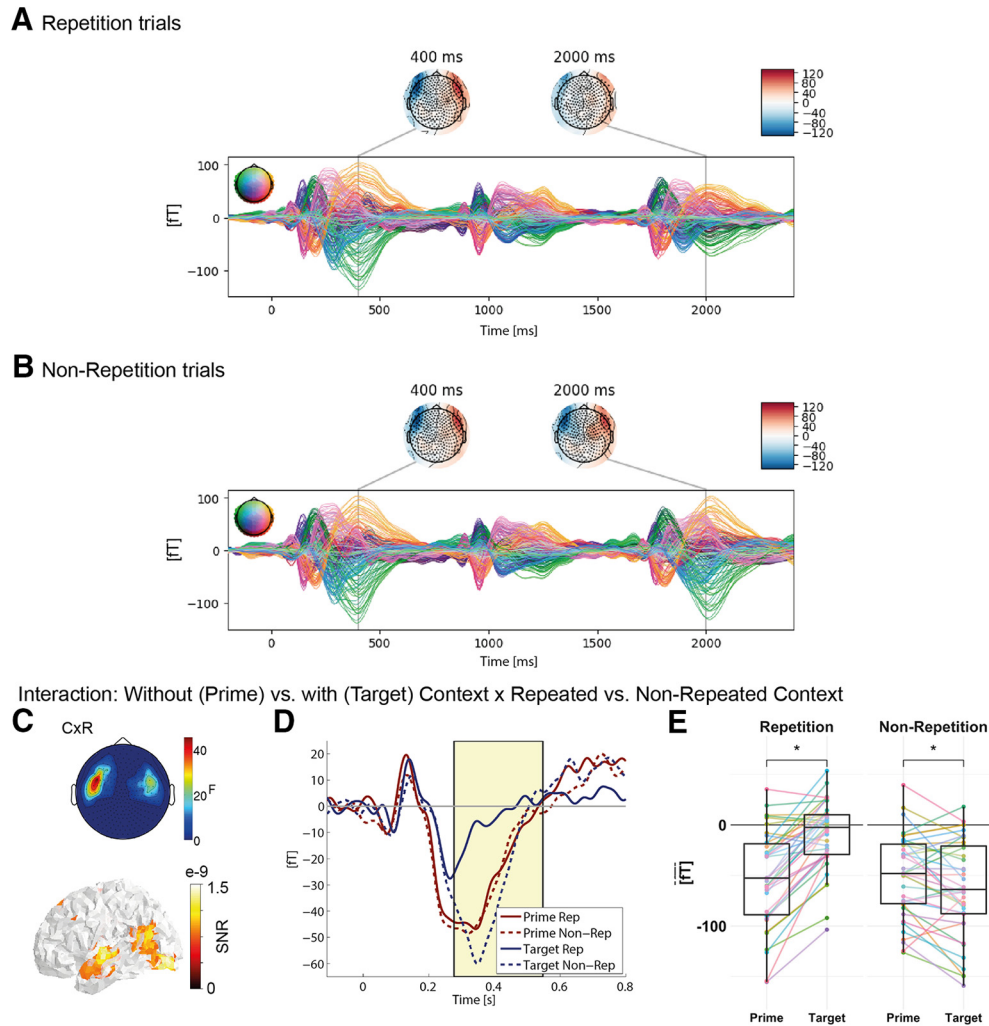 A Repetition trials
400 ms 2000 ms
120
80
40
0
−40
−80
−120
100
0
−100
[fT]
0 500 1000 1500 2000
Time [ms]
B Non-Repetition trials
400 ms 2000 ms
120
80
40
0
−40
−80
−120
100
0
−100
[fT]
0 500 1000 1500 2000
Time [ms]
Interaction: Without (Prime) vs. with (Target) Context x Repeated vs. Non-Repeated Context
C
CxR
40
20
0
F
e-9
1.5
0
SNR
D
20
10
0
−10
−20
−30
−40
−50
−60
[fT]
Prime Rep
Prime Non−Rep
Target Rep
Target Non−Rep
0 0.2 0.4 0.6 0.8
Time [s]
E
Repetition Non-Repetition
* *
0
-100
[fT]
Prime Target Prime Target